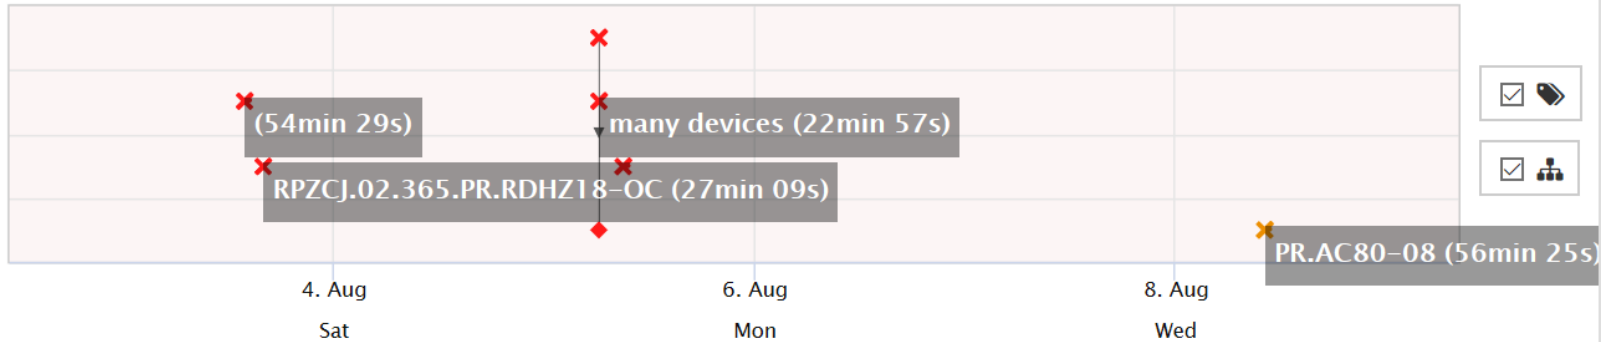 (54min 29s)
many devices (22min 57s)
RPZCJ.02.365.PR.RDHZ18-OC (27min 09s)
PR.AC80-08 (56min 25s)
4. Aug
6. Aug
8. Aug
Sat
Mon
Wed